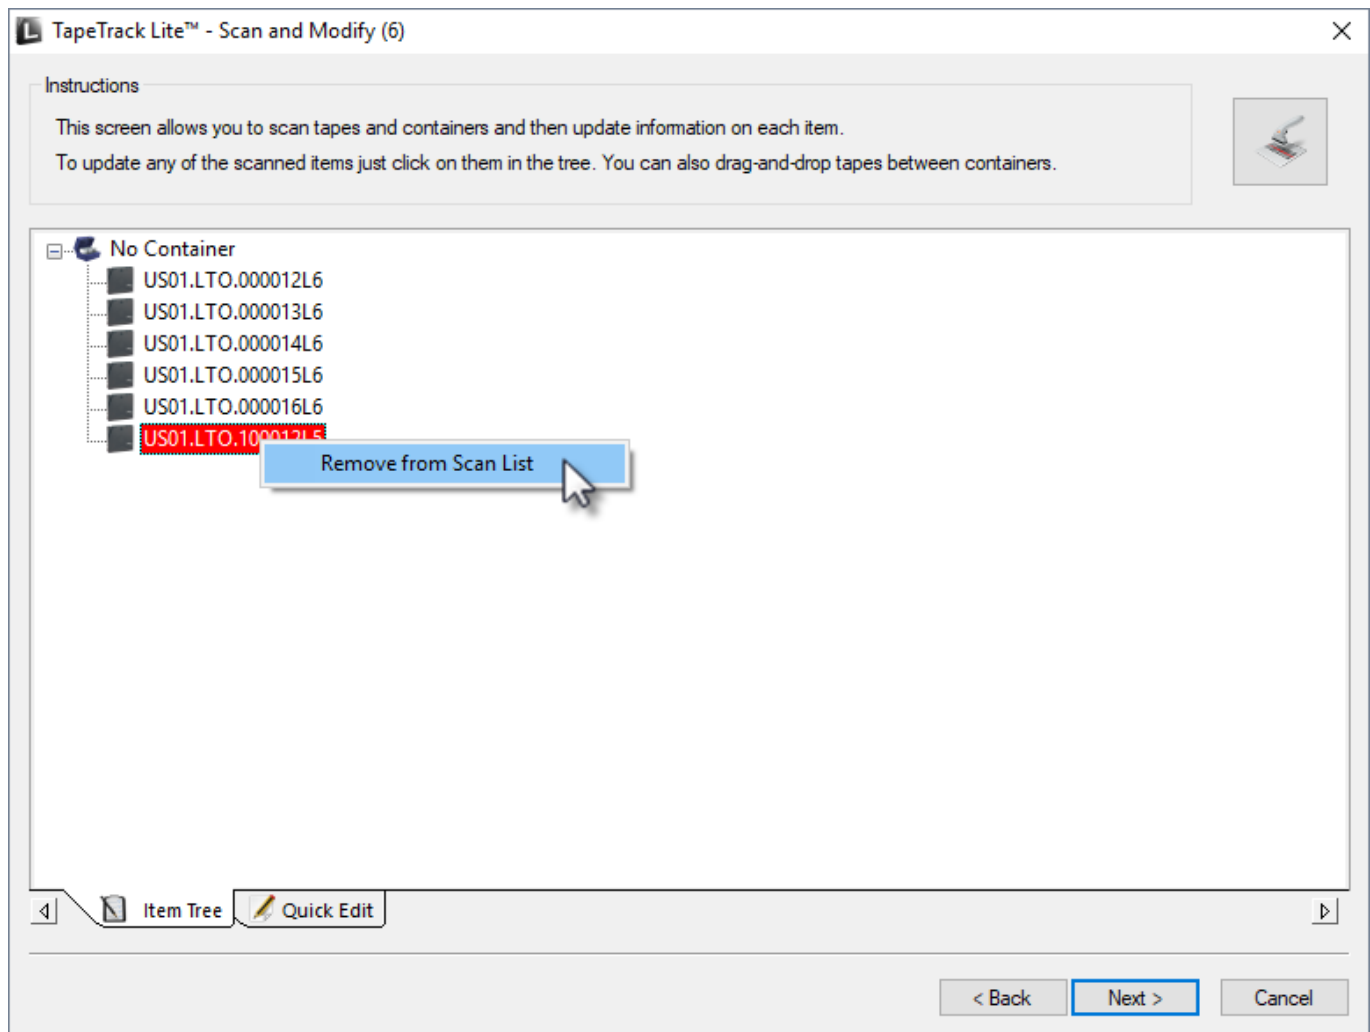 TapeTrack Lite™ - Scan and Modify (6)
Instructions
This screen allows you to scan tapes and containers and then update information on each item.
To update any of the scanned items just click on them in the tree. You can also drag-and-drop tapes between containers.
No Container
US01.LTO.000012L6
US01.LTO.000013L6
US01.LTO.000014L6
US01.LTO.000015L6
US01.LTO.000016L6
US01.LTO.100012L5
Remove from Scan List
Item Tree
Quick Edit
< Back
Next >
Cancel